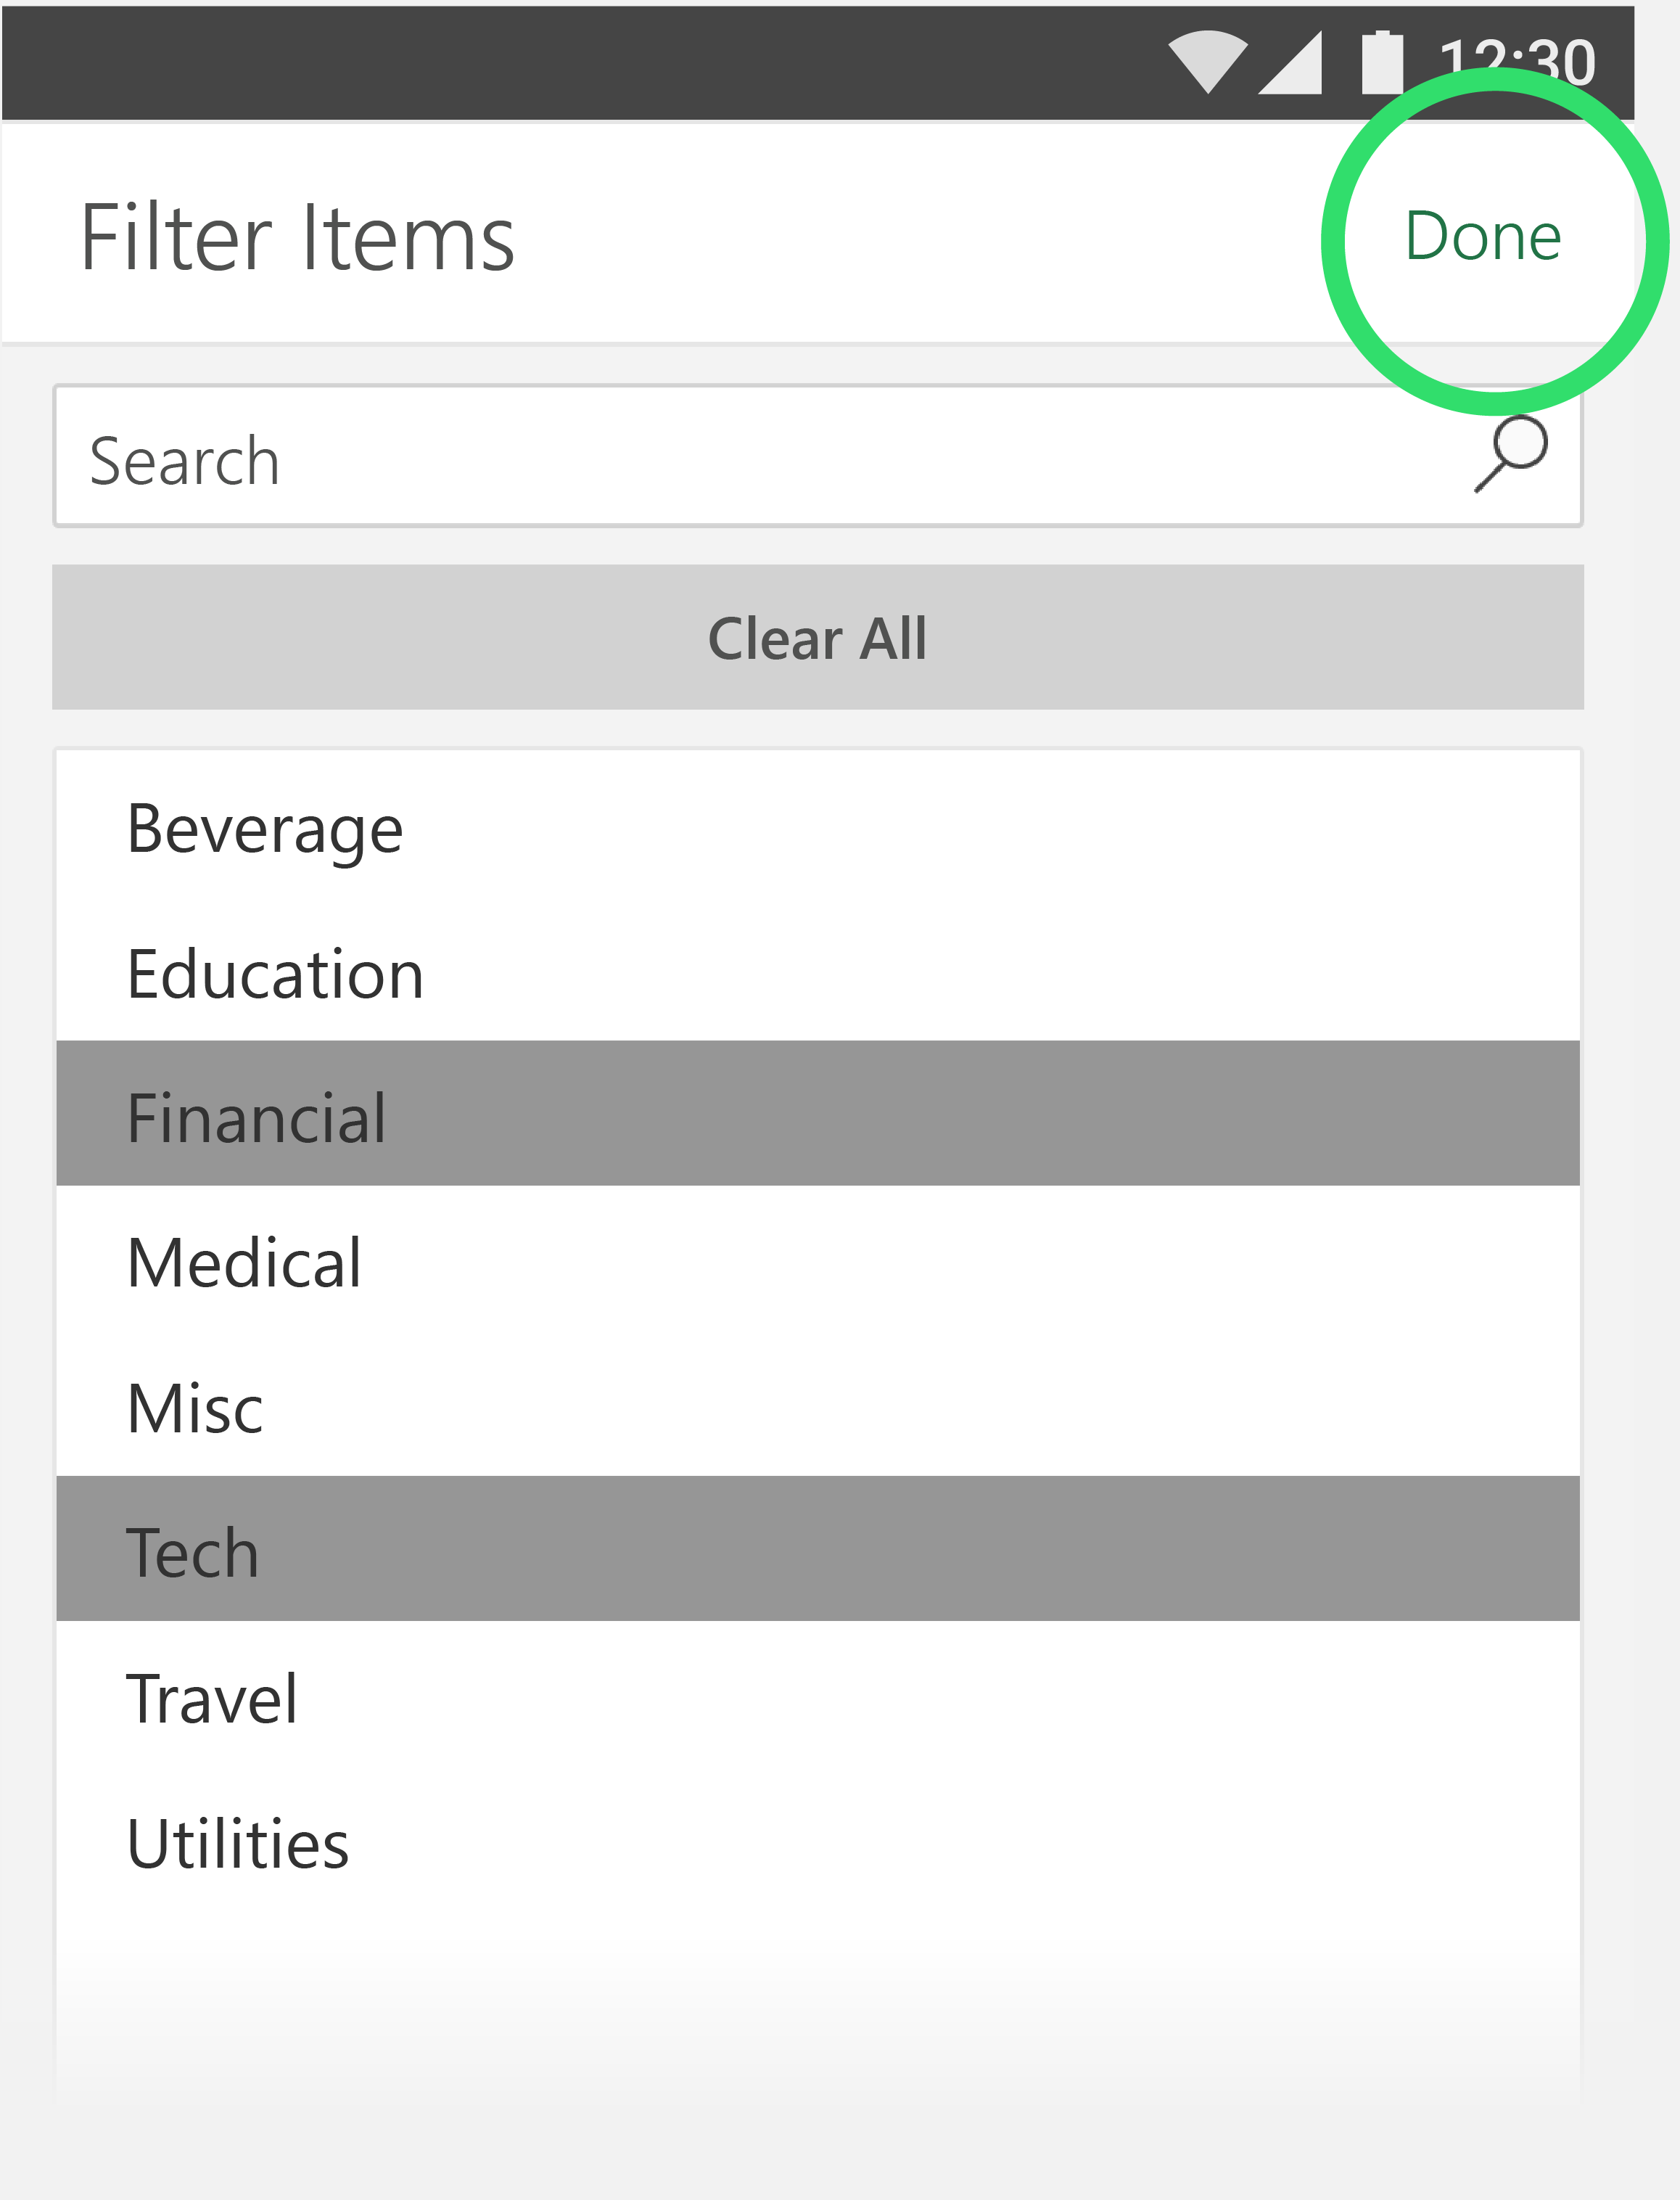 12:30
Filter Items
Done
Search
Clear All
Beverage
Education
Financial
Medical
Misc
Tech
Travel
Utilities